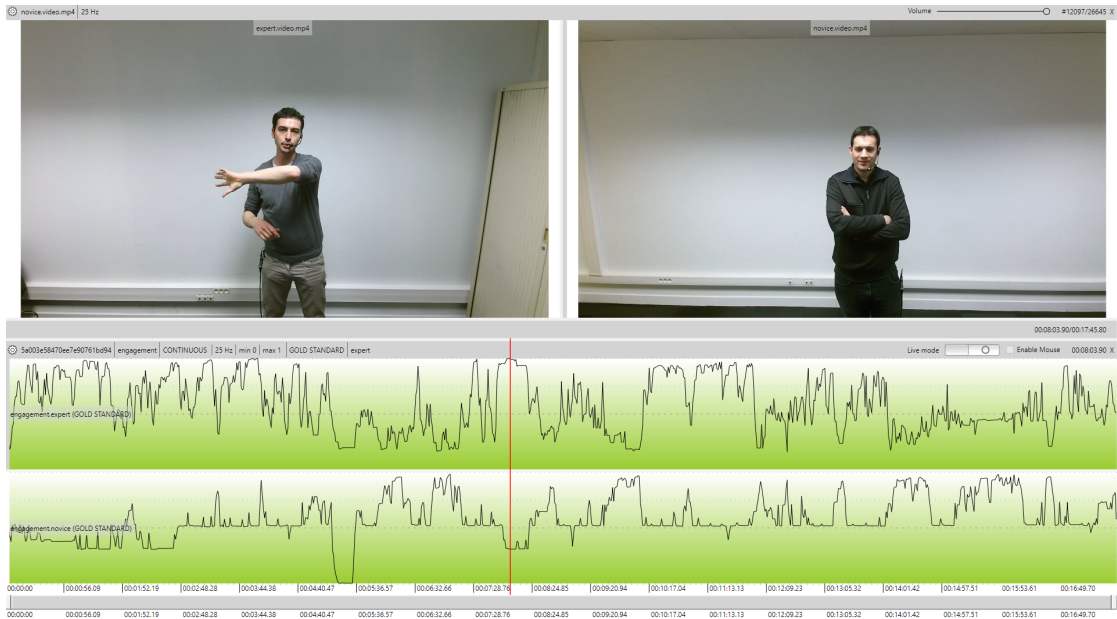 novice.video.mp4 25 Hz Volume #12097/26645 X
expert.video.mp4 novice.video.mp4
00:08:03.90/00:17:45.80
5a003e58470ee7e90761bd94 engagement CONTINUOUS 25 Hz min 0 max 1 GOLD STANDARD expert Live mode Enable Mouse 00:08:03.90 X
engagement.expert (GOLD STANDARD)
engagement.novice (GOLD STANDARD)
00:00:00 00:00:56.09 00:01:52.19 00:02:48.28 00:03:44.38 00:04:40.47 00:05:36.57 00:06:32.66 00:07:28.76 00:08:24.85 00:09:20.94 00:10:17.04 00:11:13.13 00:12:09.23 00:13:05.32 00:14:01.42 00:14:57.51 00:15:53.61 00:16:49.70
00:00:00 00:00:56.09 00:01:52.19 00:02:48.28 00:03:44.38 00:04:40.47 00:05:36.57 00:06:32.66 00:07:28.76 00:08:24.85 00:09:20.94 00:10:17.04 00:11:13.13 00:12:09.23 00:13:05.32 00:14:01.42 00:14:57.51 00:15:53.61 00:16:49.70